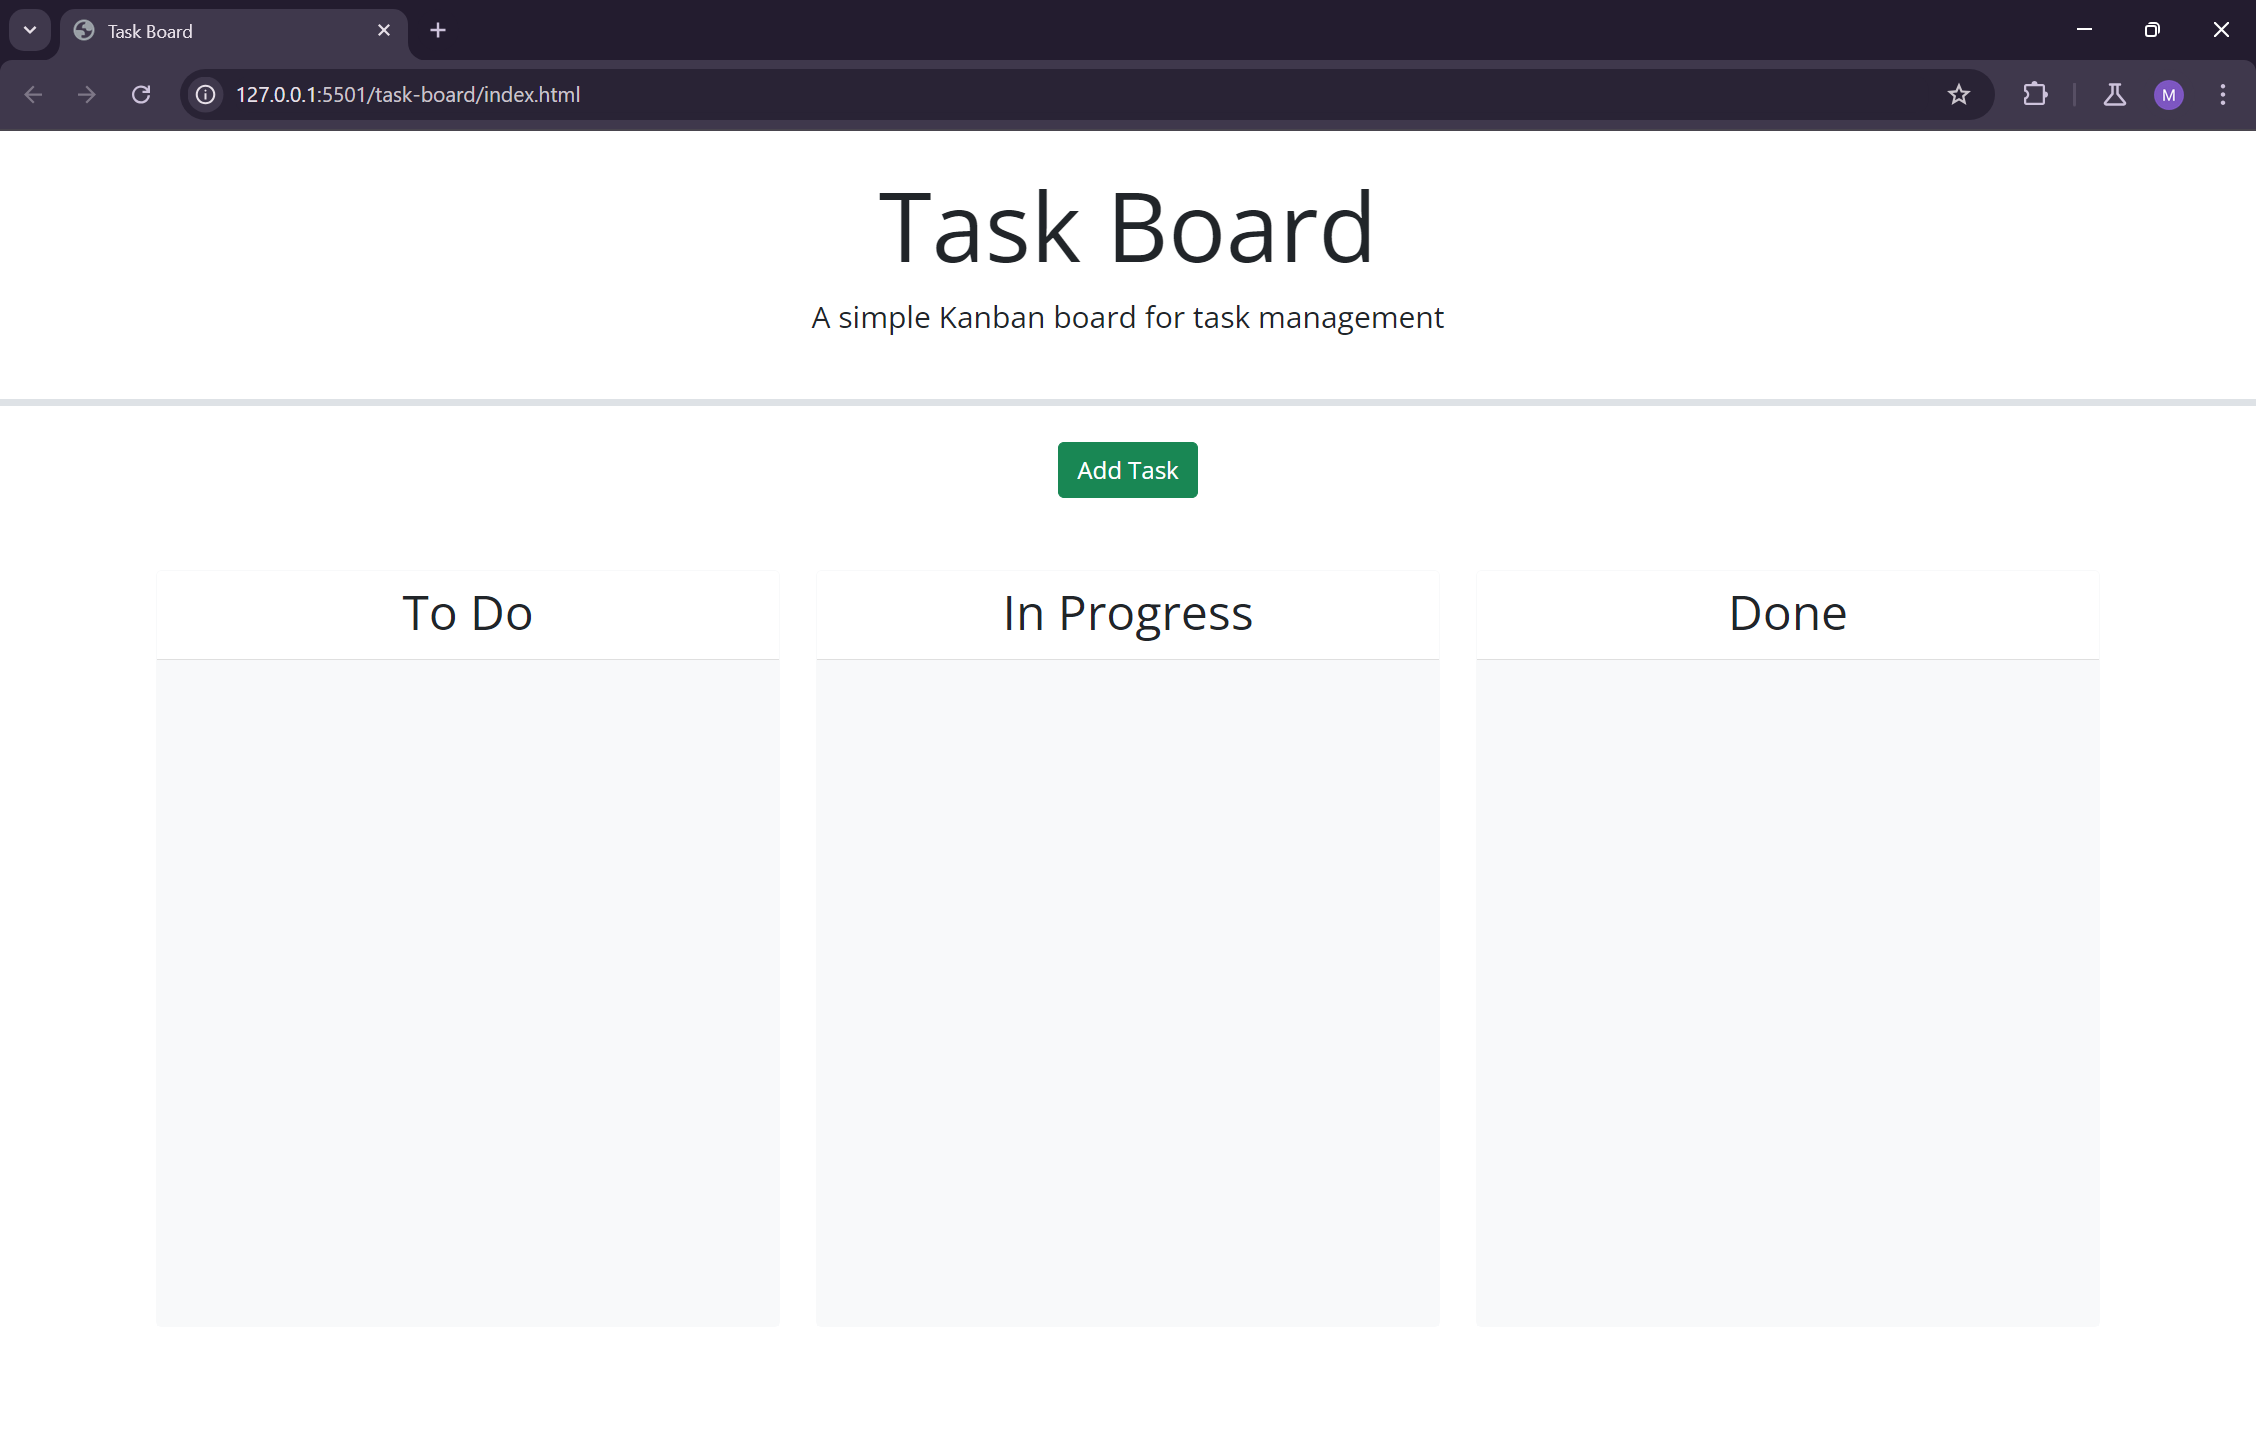 Task Board
127.0.0.1:5501/task-board/index.html
M
Task Board
A simple Kanban board for task management
Add Task
To Do
In Progress
Done